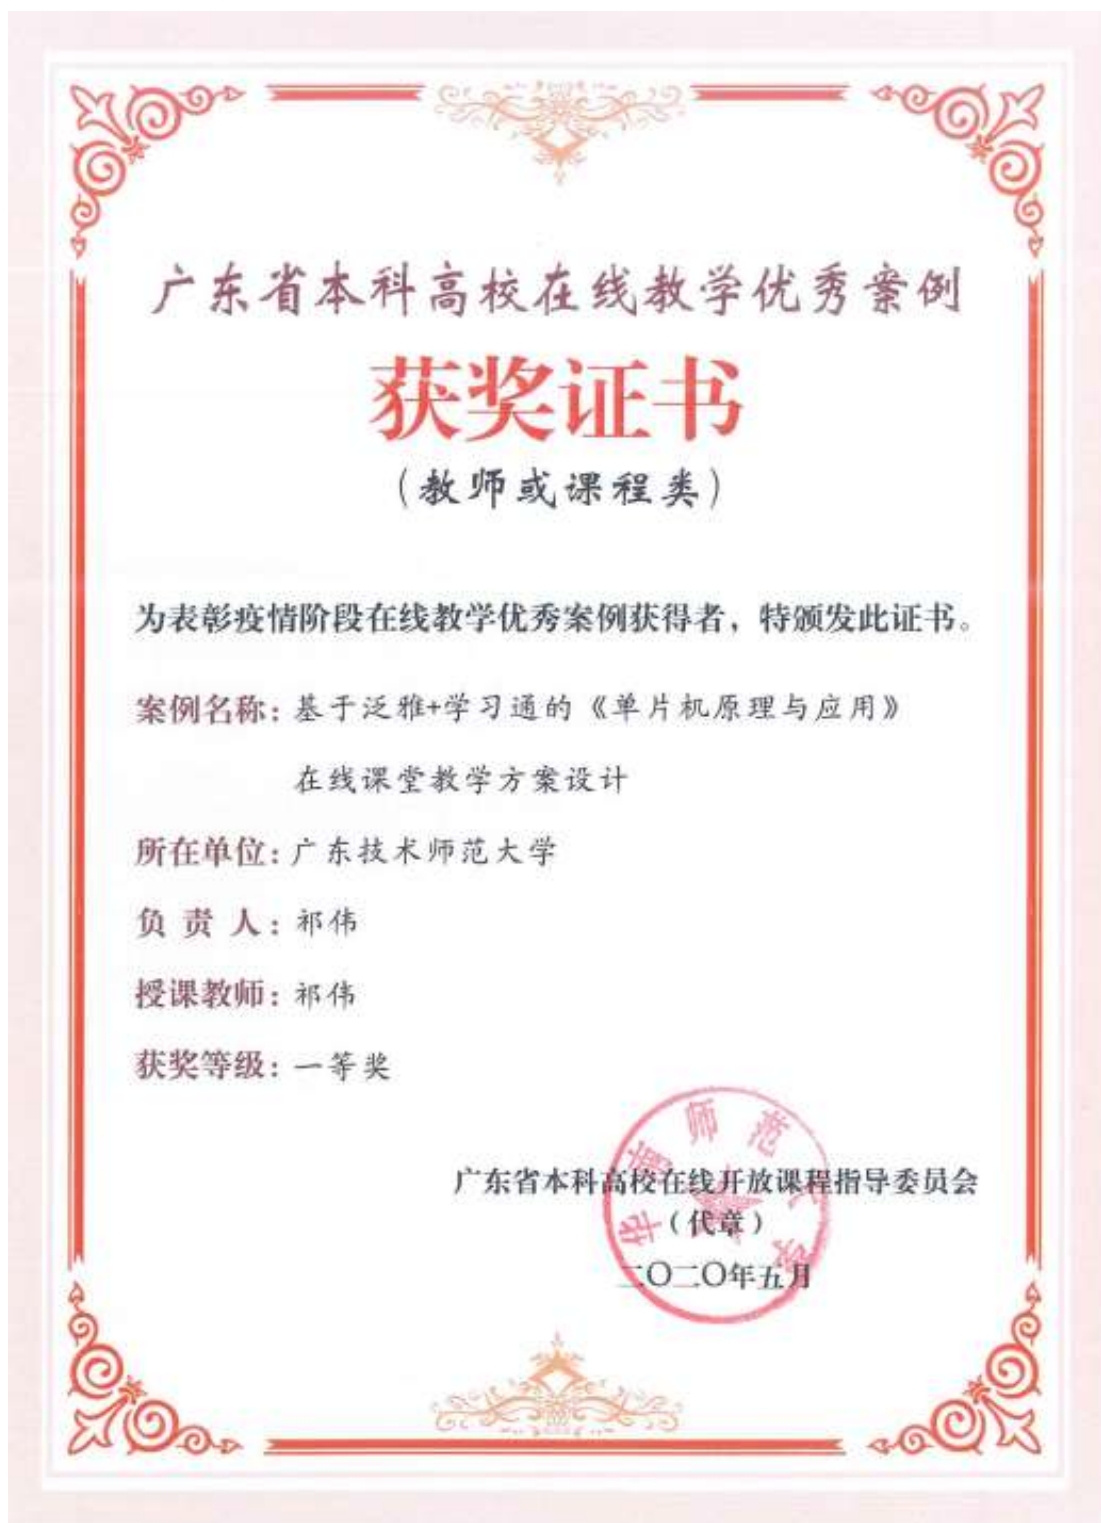 广东省本科高校在线教学优秀案例
获奖证书
（教师或课程类）
为表彰疫情阶段在线教学优秀案例获得者，特颁发此证书。
案例名称：基于泛雅+学习通的《单片机原理与应用》
在线课堂教学方案设计
所在单位：广东技术师范大学
负责人：祁伟
授课教师：祁伟
获奖等级：一等奖
华南师范大学
广东省本科高校在线开放课程指导委员会
（代章）
二〇二〇年五月